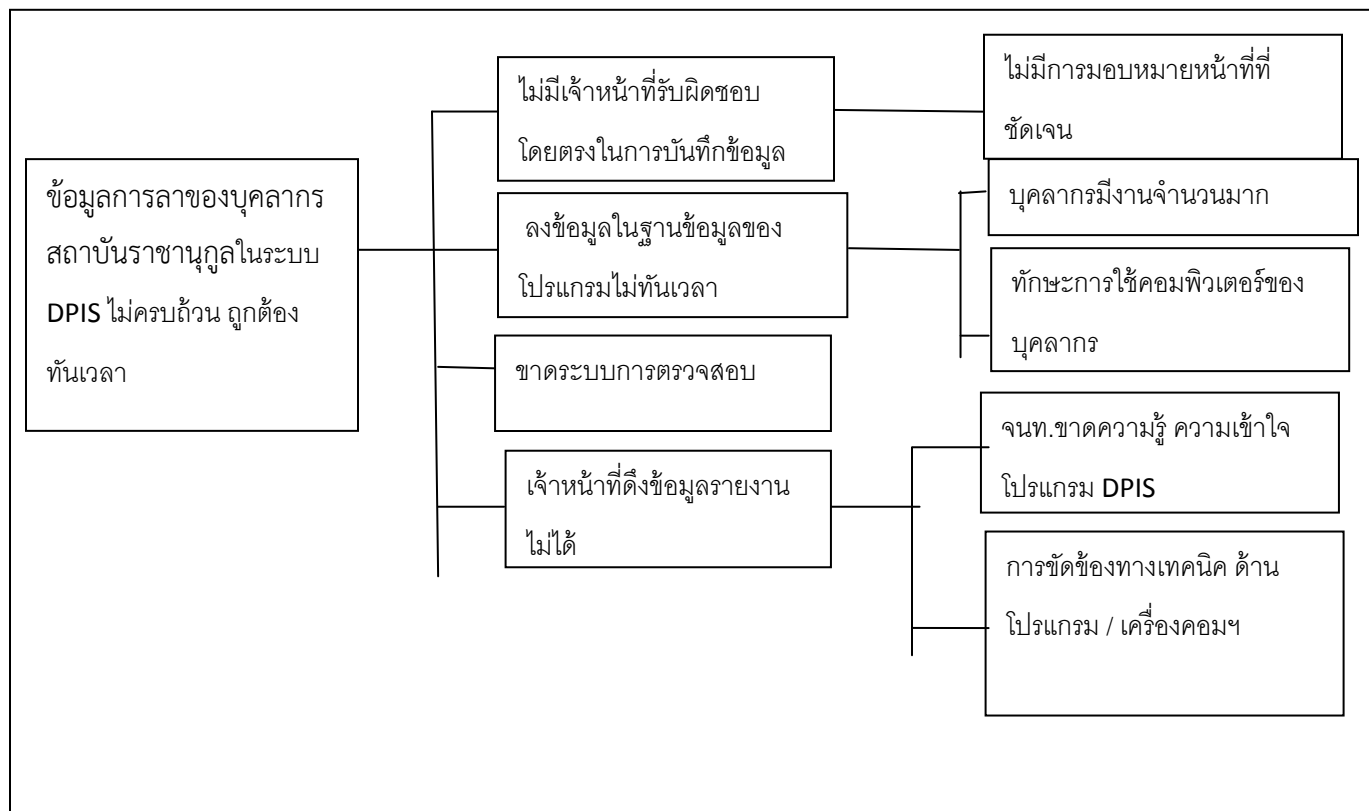 ข้อมูลการลาของบุคลากร
สถาบันราชานุกูลในระบบ
DPIS ไม่ครบถ้วน ถูกต้อง
ทันเวลา
ไม่มีเจ้าหน้าที่รับผิดชอบ
โดยตรงในการบันทึกข้อมูล
ไม่มีการมอบหมายหน้าที่ที่
ชัดเจน
ลงข้อมูลในฐานข้อมูลของ
โปรแกรมไม่ทันเวลา
บุคลากรมีงานจำนวนมาก
ทักษะการใช้คอมพิวเตอร์ของ
บุคลากร
ขาดระบบการตรวจสอบ
เจ้าหน้าที่ดึงข้อมูลรายงาน
ไม่ได้
จนท.ขาดความรู้ ความเข้าใจ
โปรแกรม DPIS
การขัดข้องทางเทคนิค ด้าน
โปรแกรม / เครื่องคอมฯ